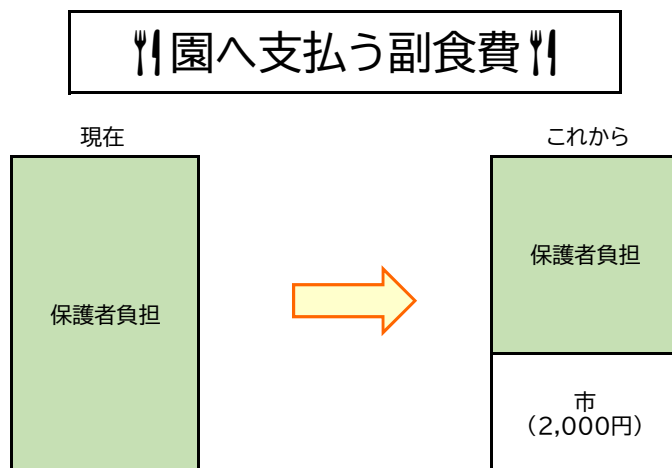 園へ支払う副食費
現在
これから
保護者負担
保護者負担
市
（2,000円）